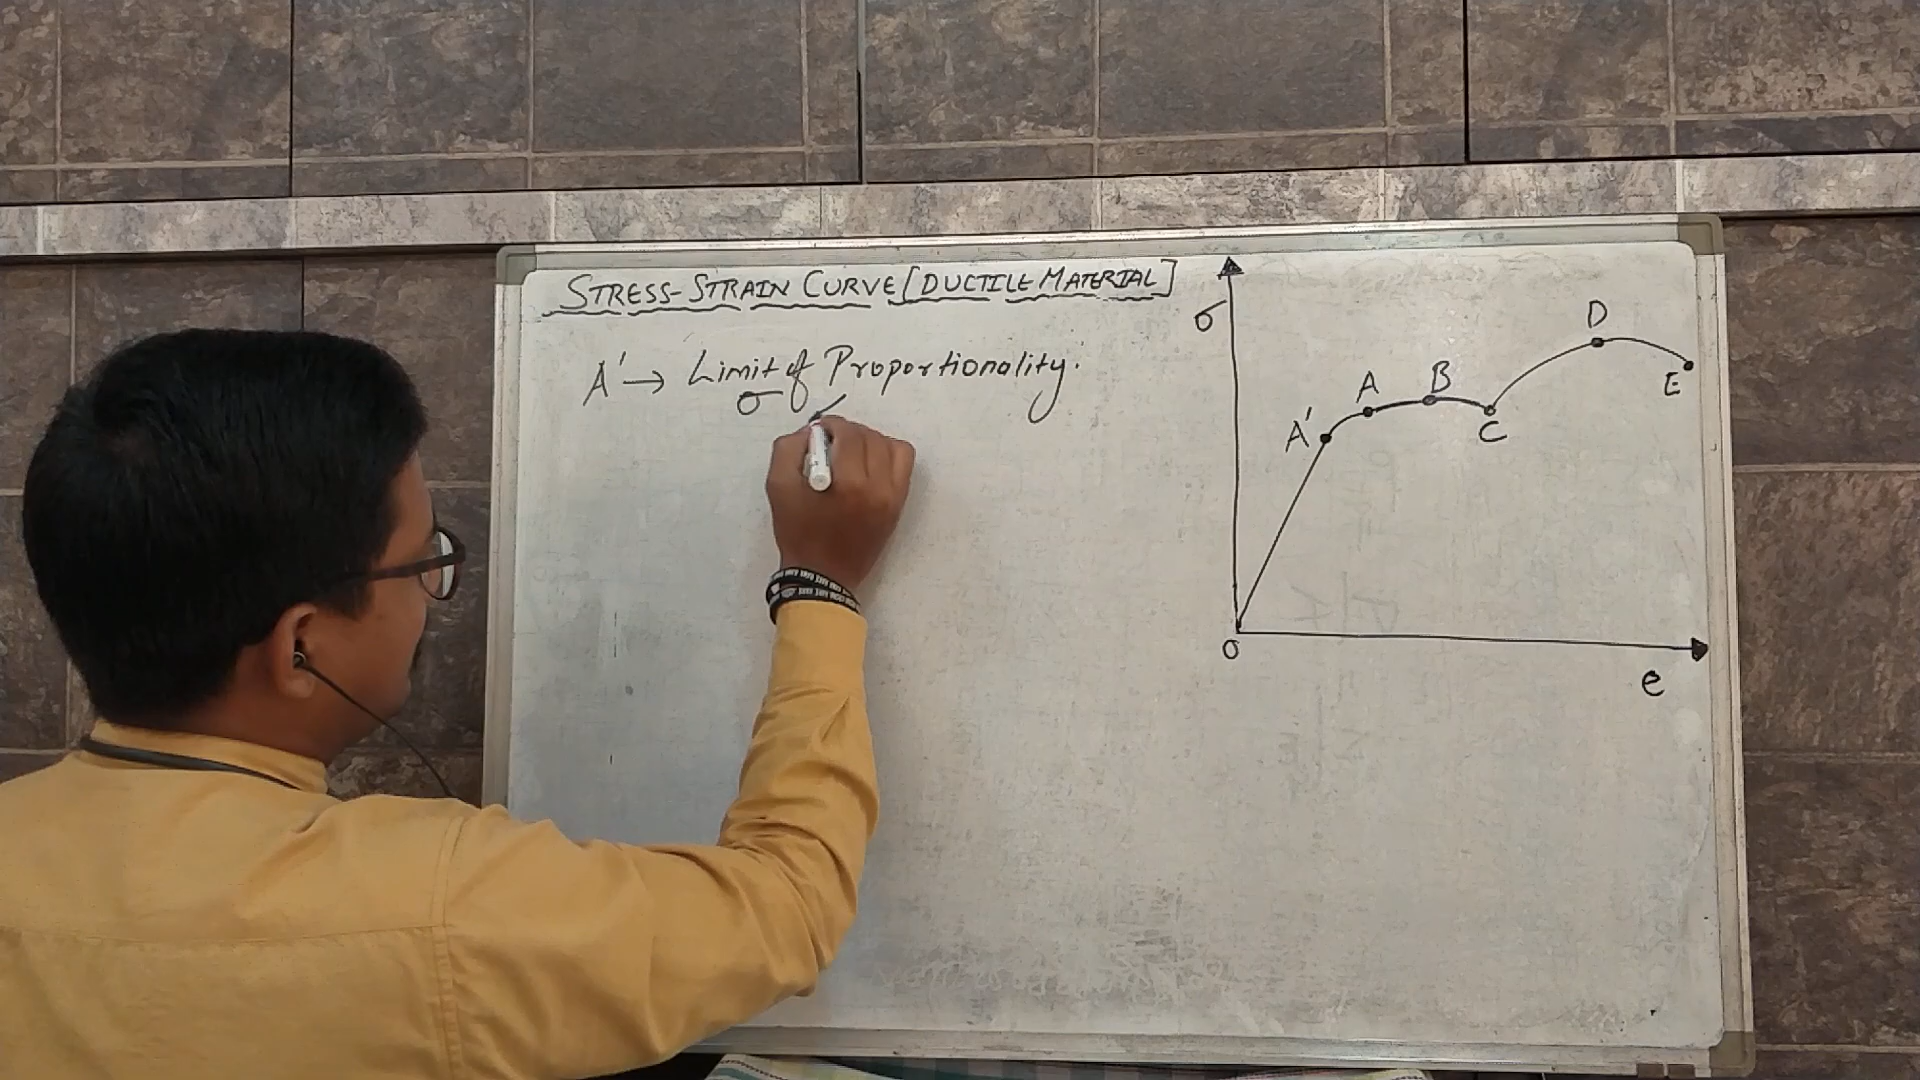 STRESS-STRAIN CURVE [DUCTILE MATERIAL]
A' → Limit of Proportionality.
σ
σ
A'
A
B
C
D
E
O
e